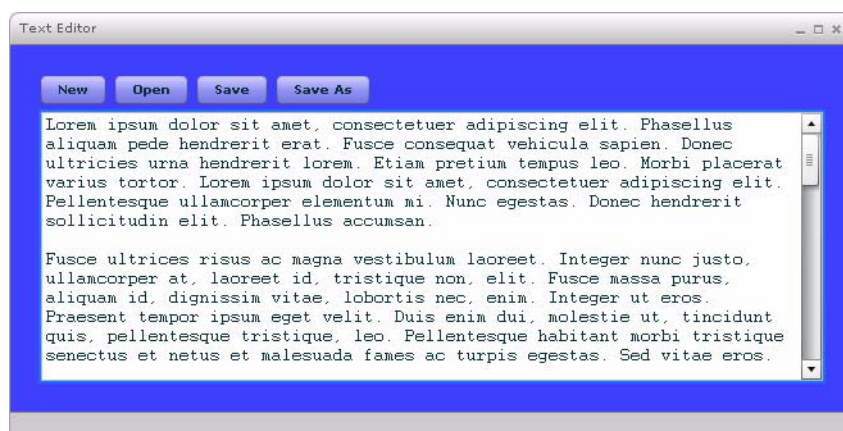 Text Editor
New Open Save Save As
Lorem ipsum dolor sit amet, consectetuer adipiscing elit. Phasellus
aliquam pede hendrerit erat. Fusce consequat vehicula sapien. Donec
ultricies urna hendrerit lorem. Etiam pretium tempus leo. Morbi placerat
varius tortor. Lorem ipsum dolor sit amet, consectetuer adipiscing elit.
Pellentesque ullamcorper elementum mi. Nunc egestas. Donec hendrerit
sollicitudin elit. Phasellus accumsan.
Fusce ultrices risus ac magna vestibulum laoreet. Integer nunc justo,
ullamcorper at, laoreet id, tristique non, elit. Fusce massa purus,
aliquam id, dignissim vitae, lobortis nec, enim. Integer ut eros.
Praesent tempor ipsum eget velit. Duis enim dui, molestie ut, tincidunt
quis, pellentesque tristique, leo. Pellentesque habitant morbi tristique
senectus et netus et malesuada fames ac turpis egestas. Sed vitae eros.